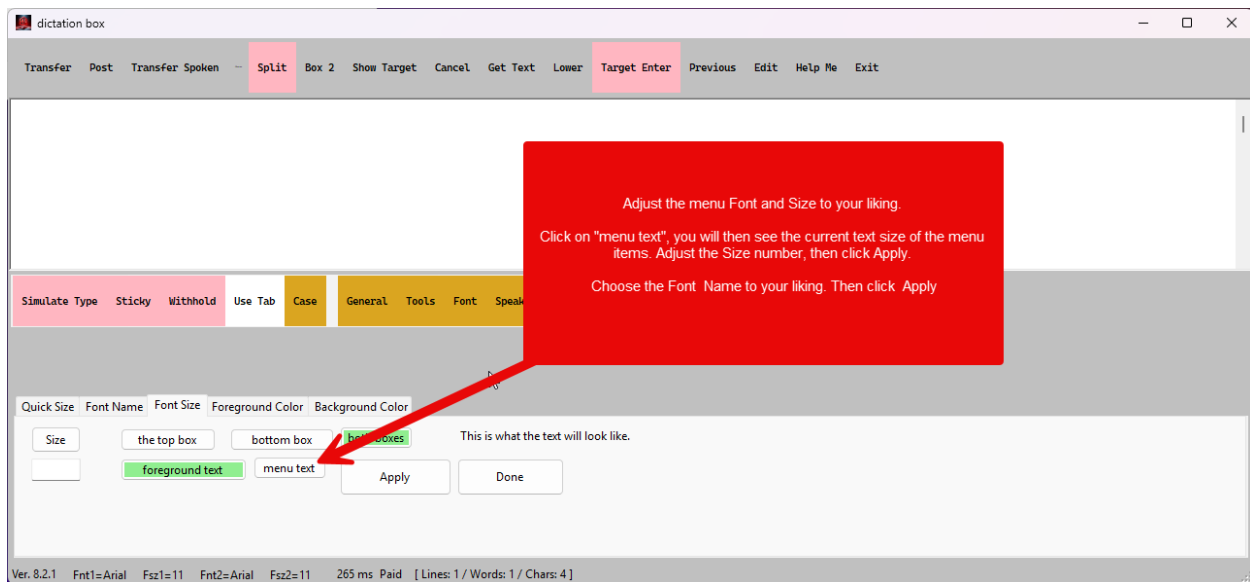 dictation box
Transfer Post Transfer Spoken — Split Box 2 Show Target Cancel Get Text Lower Target Enter Previous Edit Help Me Exit
Adjust the menu Font and Size to your liking.
Click on "menu text", you will then see the current text size of the menu
items. Adjust the Size number, then click Apply.
Choose the Font Name to your liking. Then click Apply
Simulate Type Sticky Withhold Use Tab Case General Tools Font
Quick Size Font Name Font Size Foreground Color Background Color
Size the top box bottom box both boxes This is what the text will look like.
foreground text menu text Apply Done
Ver. 8.2.1 Fnt1=Arial Fsz1=11 Fnt2=Arial Fsz2=11 265 ms Paid [ Lines: 1 / Words: 1 / Chars: 4 ]